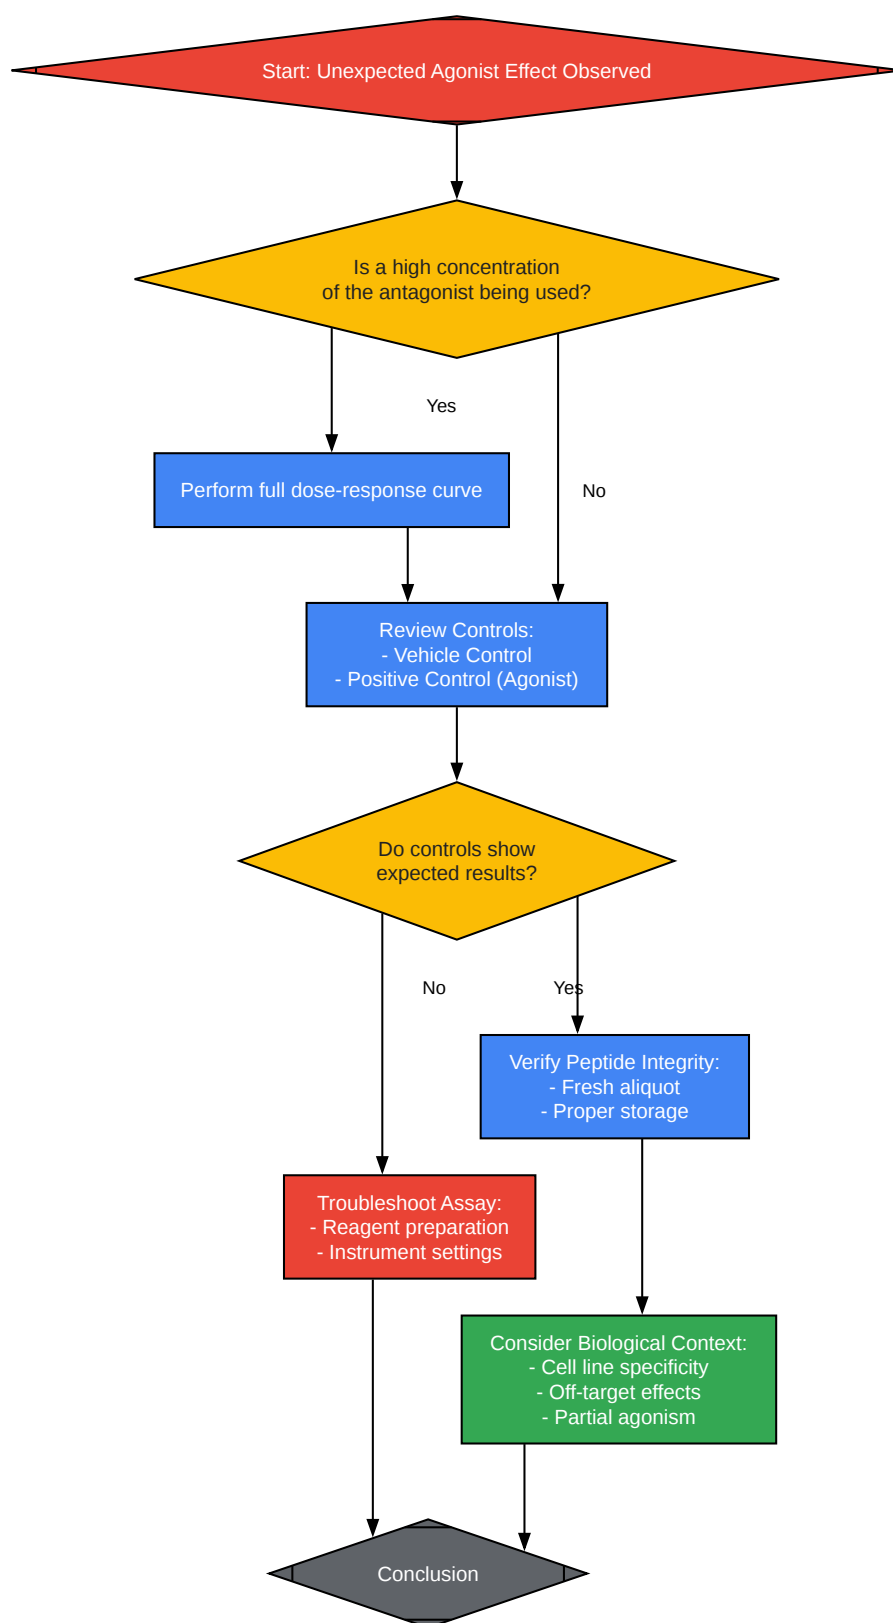 Start: Unexpected Agonist Effect Observed
Is a high concentration
of the antagonist being used?
Yes
Perform full dose-response curve
No
Review Controls:
- Vehicle Control
- Positive Control (Agonist)
Do controls show
expected results?
No
Yes
Verify Peptide Integrity:
- Fresh aliquot
- Proper storage
Troubleshoot Assay:
- Reagent preparation
- Instrument settings
Consider Biological Context:
- Cell line specificity
- Off-target effects
- Partial agonism
Conclusion